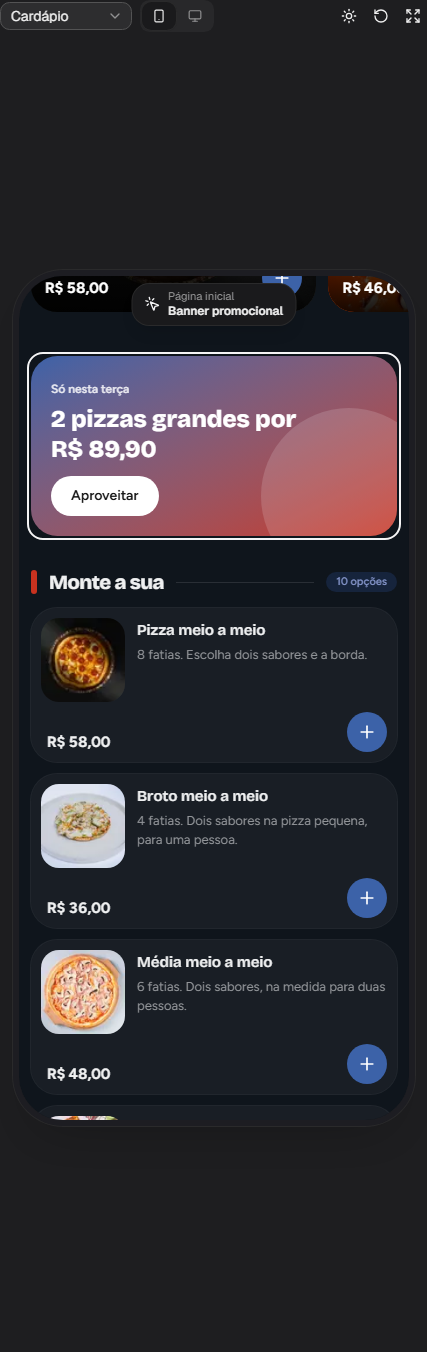 Cardápio
R$ 58,00
R$ 46,0
Página inicial
Banner promocional
Só nesta terça
2 pizzas grandes por
R$ 89,90
Aproveitar
Monte a sua
10 opções
Pizza meio a meio
8 fatias. Escolha dois sabores e a borda.
R$ 58,00
Broto meio a meio
4 fatias. Dois sabores na pizza pequena,
para uma pessoa.
R$ 36,00
Média meio a meio
6 fatias. Dois sabores, na medida para duas
pessoas.
R$ 48,00